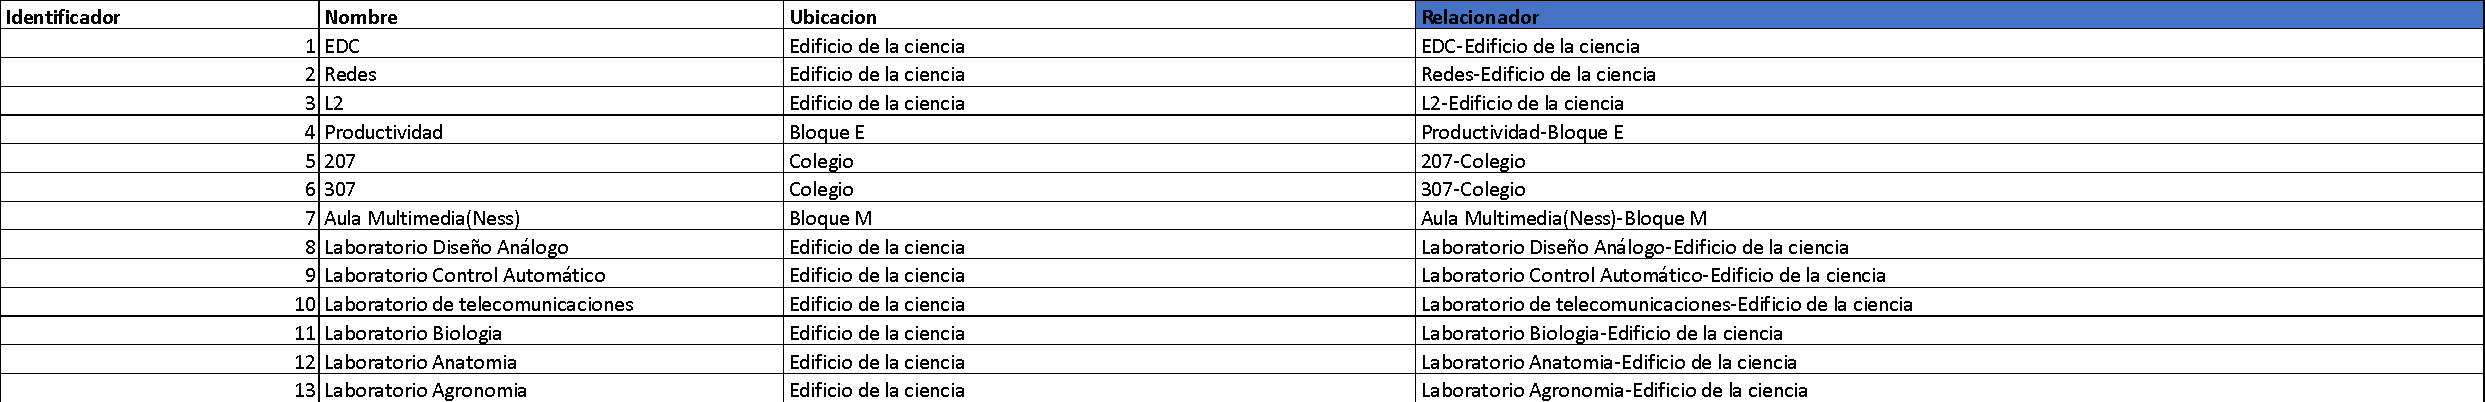 Identificador Nombre Ubicacion Relacionador
1 EDC Edificio de la ciencia EDC-Edificio de la ciencia
2 Redes Edificio de la ciencia Redes-Edificio de la ciencia
3 L2 Edificio de la ciencia L2-Edificio de la ciencia
4 Productividad Bloque E Productividad-Bloque E
5 207 Colegio 207-Colegio
6 307 Colegio 307-Colegio
7 Aula Multimedia(Ness) Bloque M Aula Multimedia(Ness)-Bloque M
8 Laboratorio Diseño Análogo Edificio de la ciencia Laboratorio Diseño Análogo-Edificio de la ciencia
9 Laboratorio Control Automático Edificio de la ciencia Laboratorio Control Automático-Edificio de la ciencia
10 Laboratorio de telecomunicaciones Edificio de la ciencia Laboratorio de telecomunicaciones-Edificio de la ciencia
11 Laboratorio Biologia Edificio de la ciencia Laboratorio Biologia-Edificio de la ciencia
12 Laboratorio Anatomia Edificio de la ciencia Laboratorio Anatomia-Edificio de la ciencia
13 Laboratorio Agronomia Edificio de la ciencia Laboratorio Agronomia-Edificio de la ciencia